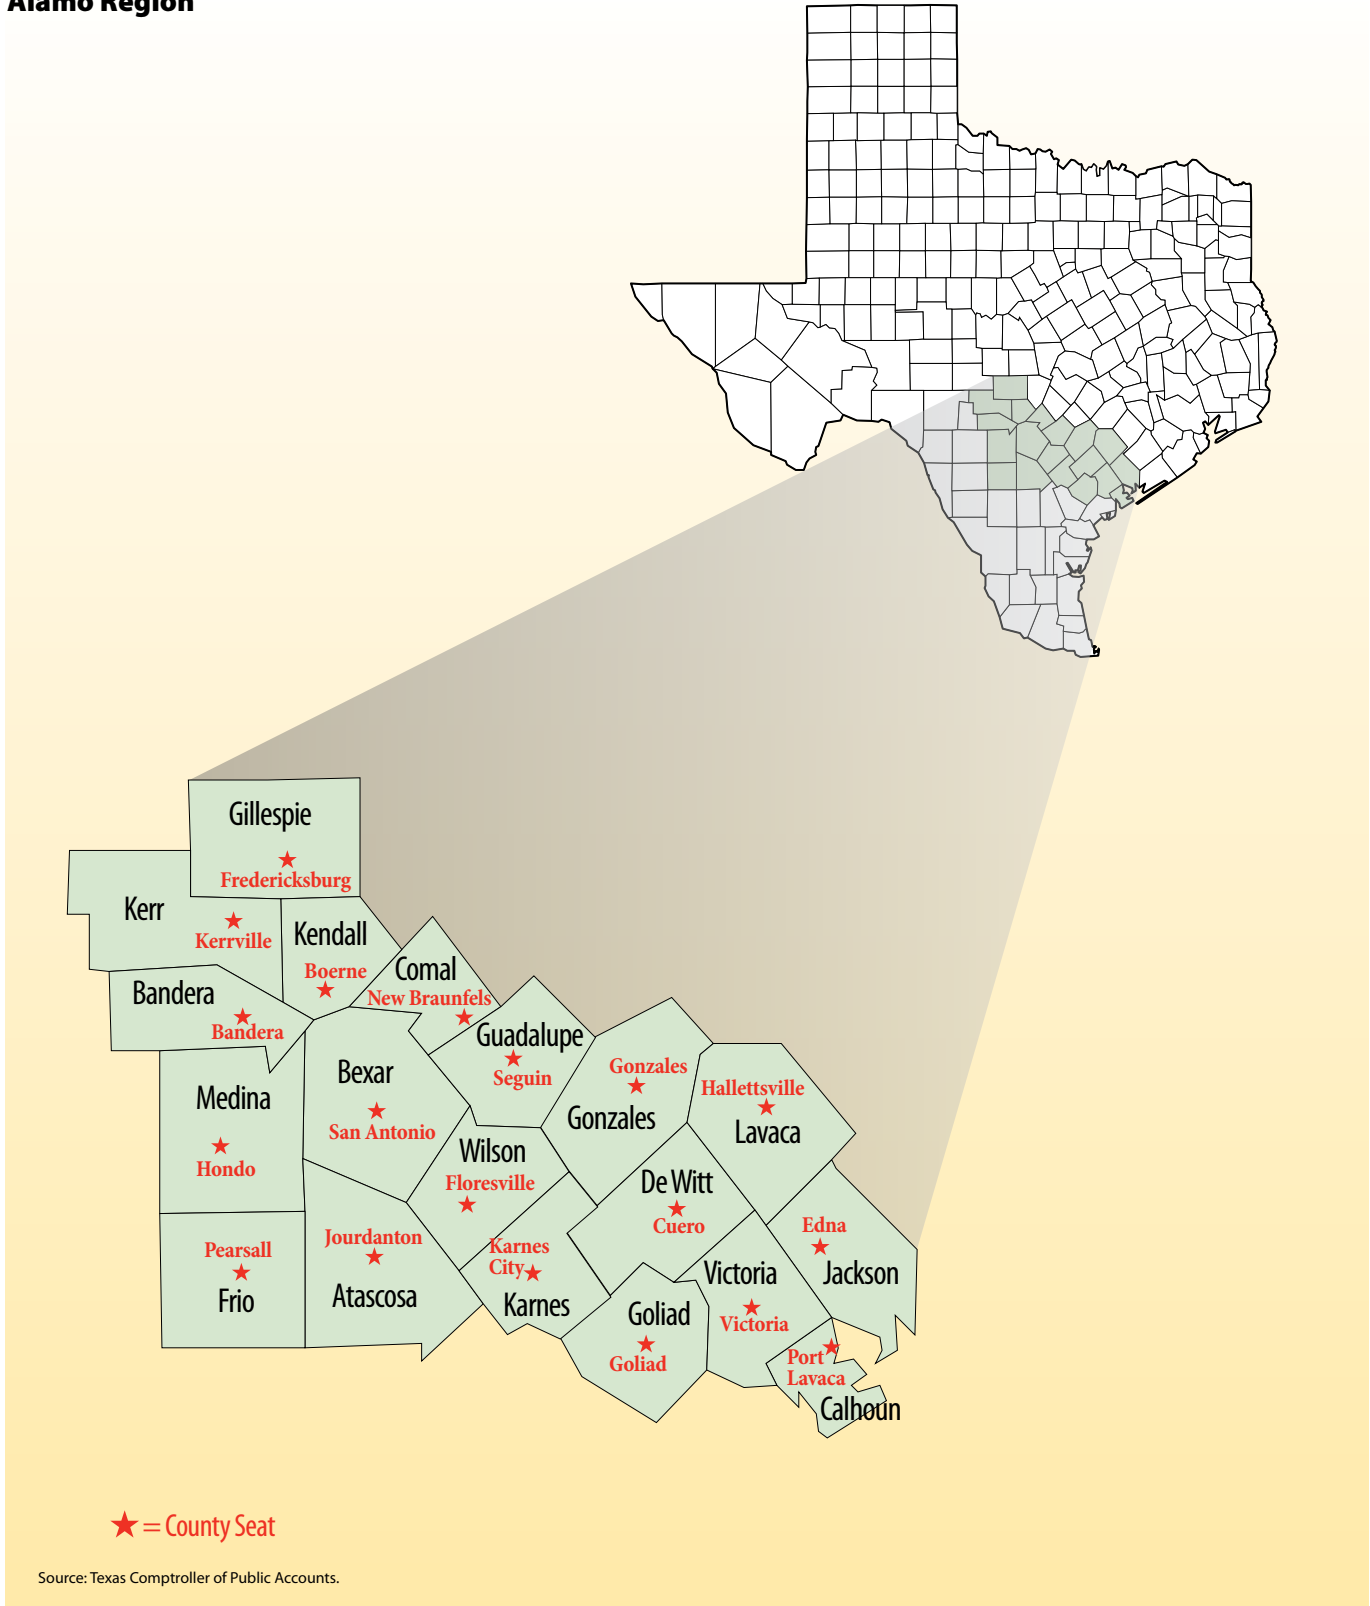 Alamo Region
Gillespie
Fredericksburg
Kerr
Kerrville
Kendall
Boerne
Comal
New Braunfels
Bandera
Bandera
Guadalupe
Seguin
Gonzales
Gonzales
Hallettsville
Lavaca
Bexar
San Antonio
Medina
Hondo
Wilson
Floresville
De Witt
Cuero
Edna
Jackson
Jourdanton
Atascosa
Pearsall
Frio
Karnes
City
Karnes
Victoria
Victoria
Goliad
Goliad
Port
Lavaca
Calhoun
= County Seat
Source: Texas Comptroller of Public Accounts.